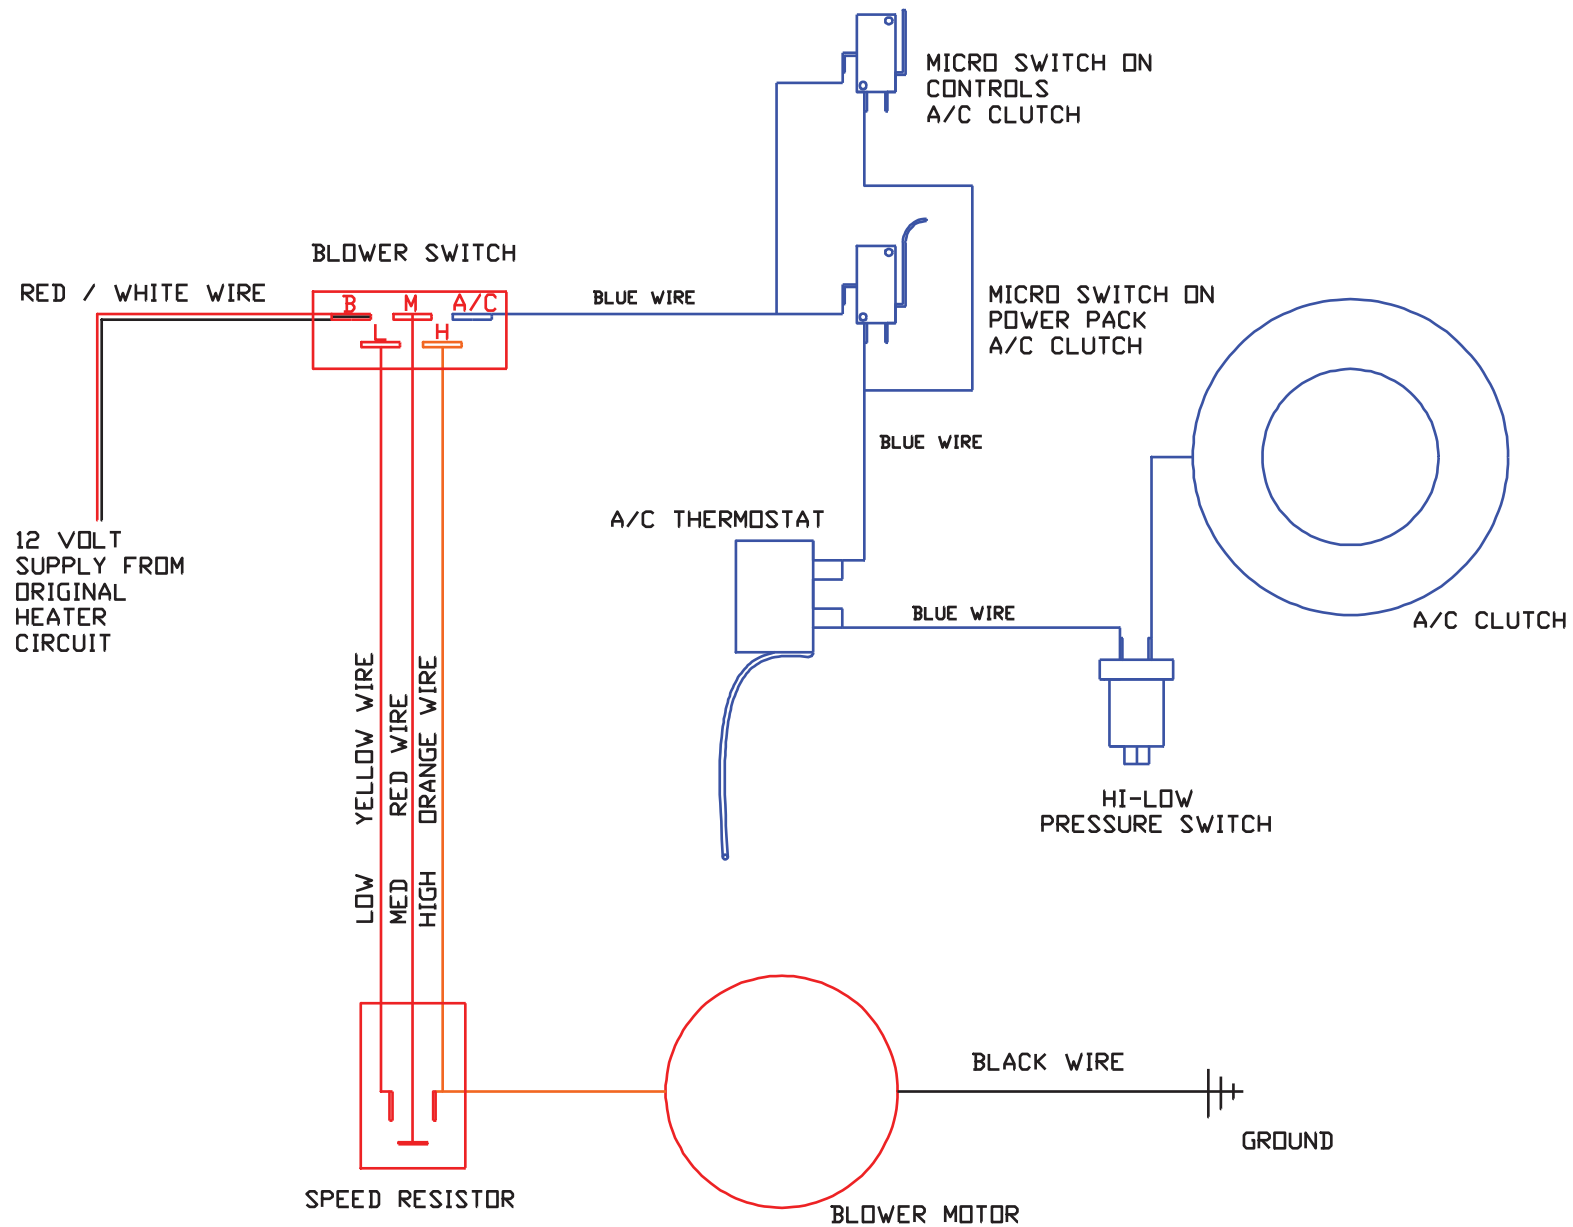 MICRO SWITCH ON
CONTROLS
A/C CLUTCH
BLOWER SWITCH
RED / WHITE WIRE
B M A/C
L H
BLUE WIRE
MICRO SWITCH ON
POWER PACK
A/C CLUTCH
BLUE WIRE
A/C THERMOSTAT
12 VOLT
SUPPLY FROM
ORIGINAL
HEATER
CIRCUIT
BLUE WIRE
A/C CLUTCH
LOW YELLOW WIRE
MED RED WIRE
HIGH ORANGE WIRE
HI-LOW
PRESSURE SWITCH
BLACK WIRE
GROUND
SPEED RESISTOR
BLOWER MOTOR